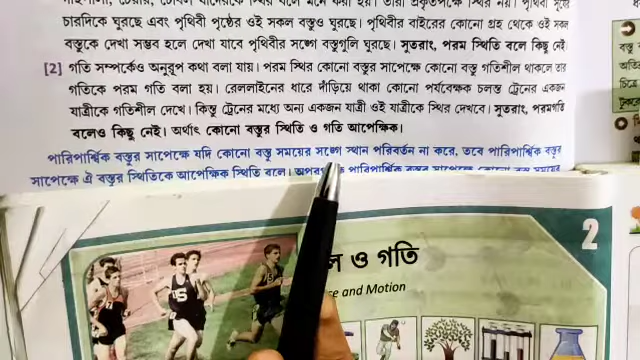 চারদিকে ঘুরছে এবং পৃথিবী পৃষ্ঠের ওই সকল বস্তুও ঘুরছে। পৃথিবীর বাইরের কোনো গ্রহ থেকে ওই সকল
বস্তুকে দেখা সম্ভব হলে দেখা যাবে পৃথিবীর সঙ্গে বস্তুগুলি ঘুরছে। সুতরাং, পরম স্থিতি বলে কিছু নেই
[2] গতি সম্পর্কেও অনুরূপ কথা বলা যায়। পরম স্থির কোনো বস্তুর সাপেক্ষে কোনো বস্তু গতিশীল থাকলে তার
গতিকে পরম গতি বলা হয়। রেললাইনের ধারে দাঁড়িয়ে থাকা কোনো পর্যবেক্ষক চলন্ত ট্রেনের একজন
যাত্রীকে গতিশীল দেখে। কিন্তু ট্রেনের মধ্যে অন্য একজন যাত্রী ওই যাত্রীকে স্থির দেখবে। সুতরাং, পরমগতি
বলেও কিছু নেই। অর্থাৎ কোনো বস্তুর স্থিতি ও গতি আপেক্ষিক।
পারিপার্শ্বিক বস্তুর সাপেক্ষে যদি কোনো বস্তু সময়ের সঙ্গে স্থান পরিবর্তন না করে, তবে পারিপার্শ্বিক বস্তুর
সাপেক্ষে ঐ বস্তুর স্থিতিকে আপেক্ষিক স্থিতি বলে।
ও গতি
and Motion
2